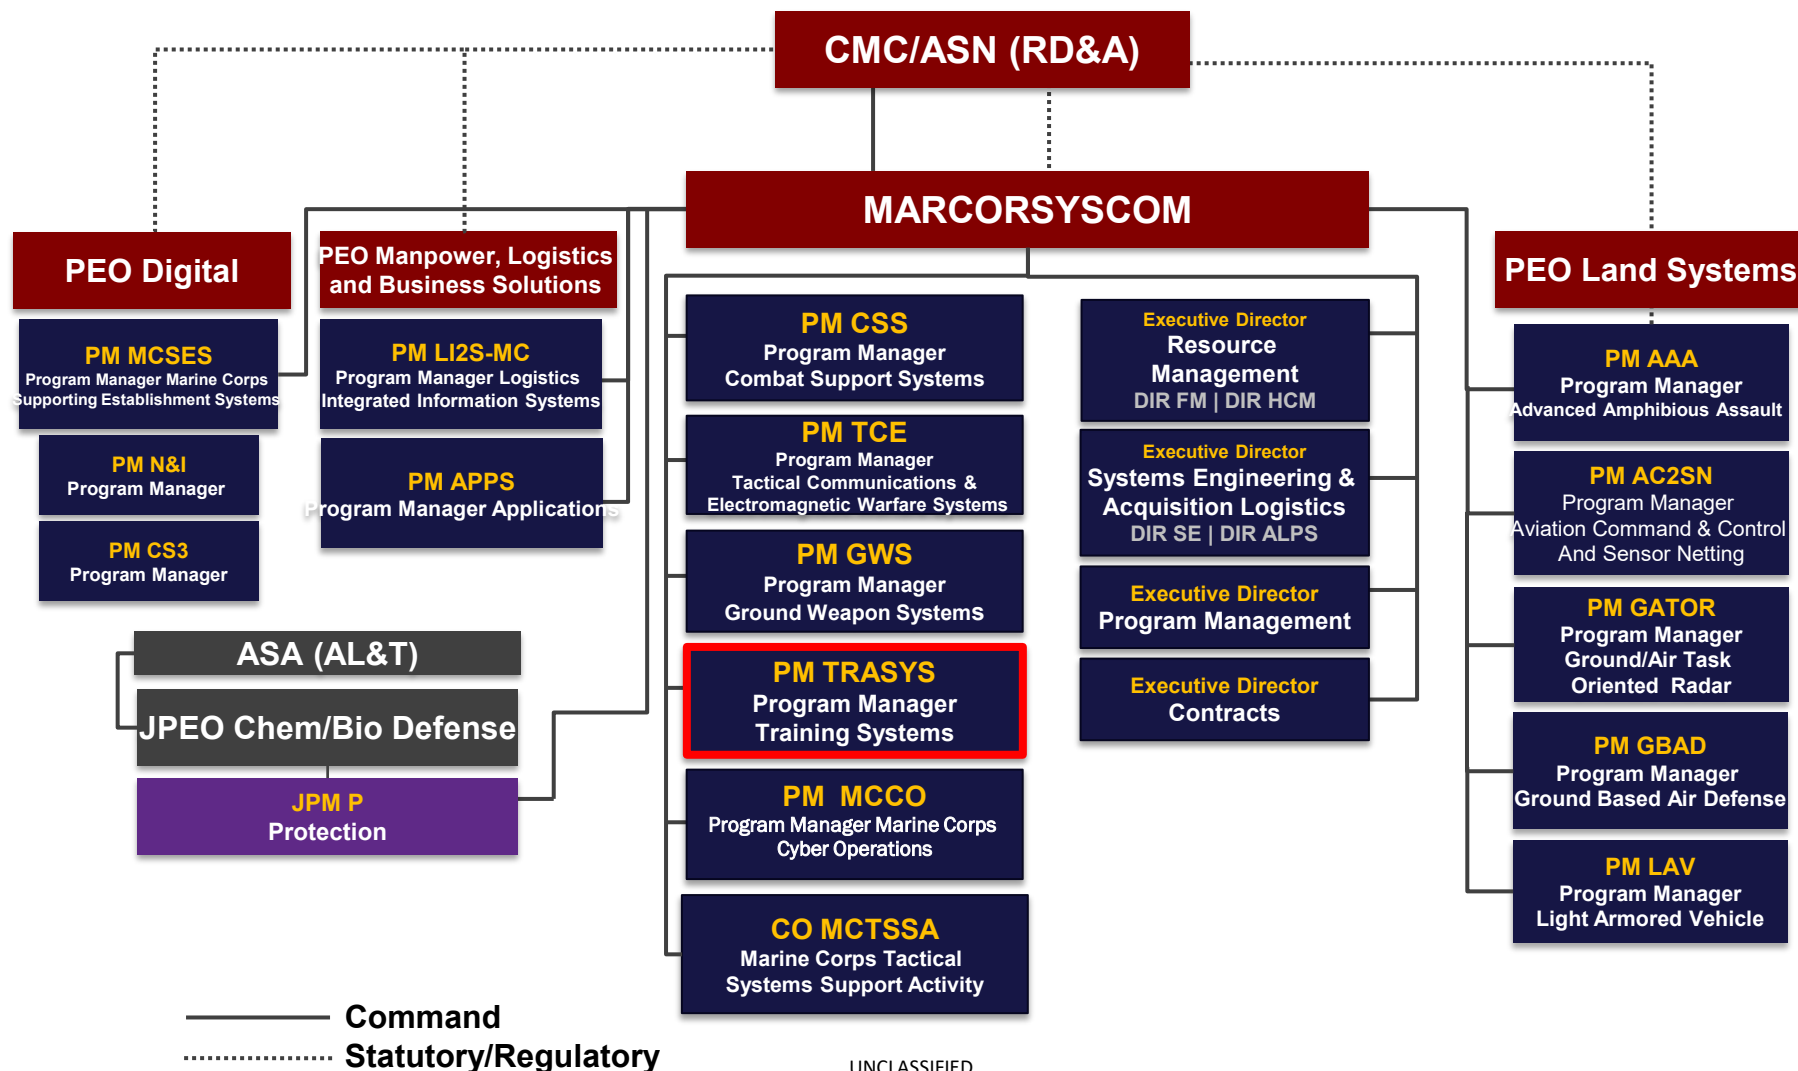 CMC/ASN (RD&A)
MARCORSYSCOM
PEO Digital
PM MCSES
Program Manager Marine Corps
Supporting Establishment Systems
PM N&I
Program Manager
PM CS3
Program Manager
PEO Manpower, Logistics
and Business Solutions
PM LI2S-MC
Program Manager Logistics
Integrated Information Systems
PM APPS
Program Manager Applications
ASA (AL&T)
JPEO Chem/Bio Defense
JPM P
Protection
PM CSS
Program Manager
Combat Support Systems
PM TCE
Program Manager
Tactical Communications &
Electromagnetic Warfare Systems
PM GWS
Program Manager
Ground Weapon Systems
PM TRASYS
Program Manager
Training Systems
PM MCCO
Program Manager Marine Corps
Cyber Operations
CO MCTSSA
Marine Corps Tactical
Systems Support Activity
Executive Director
Resource
Management
DIR FM | DIR HCM
Executive Director
Systems Engineering &
Acquisition Logistics
DIR SE | DIR ALPS
Executive Director
Program Management
Executive Director
Contracts
PEO Land Systems
PM AAA
Program Manager
Advanced Amphibious Assault
PM AC2SN
Program Manager
Aviation Command & Control
And Sensor Netting
PM GATOR
Program Manager
Ground/Air Task
Oriented Radar
PM GBAD
Program Manager
Ground Based Air Defense
PM LAV
Program Manager
Light Armored Vehicle
Command
Statutory/Regulatory
UNCLASSIFIED